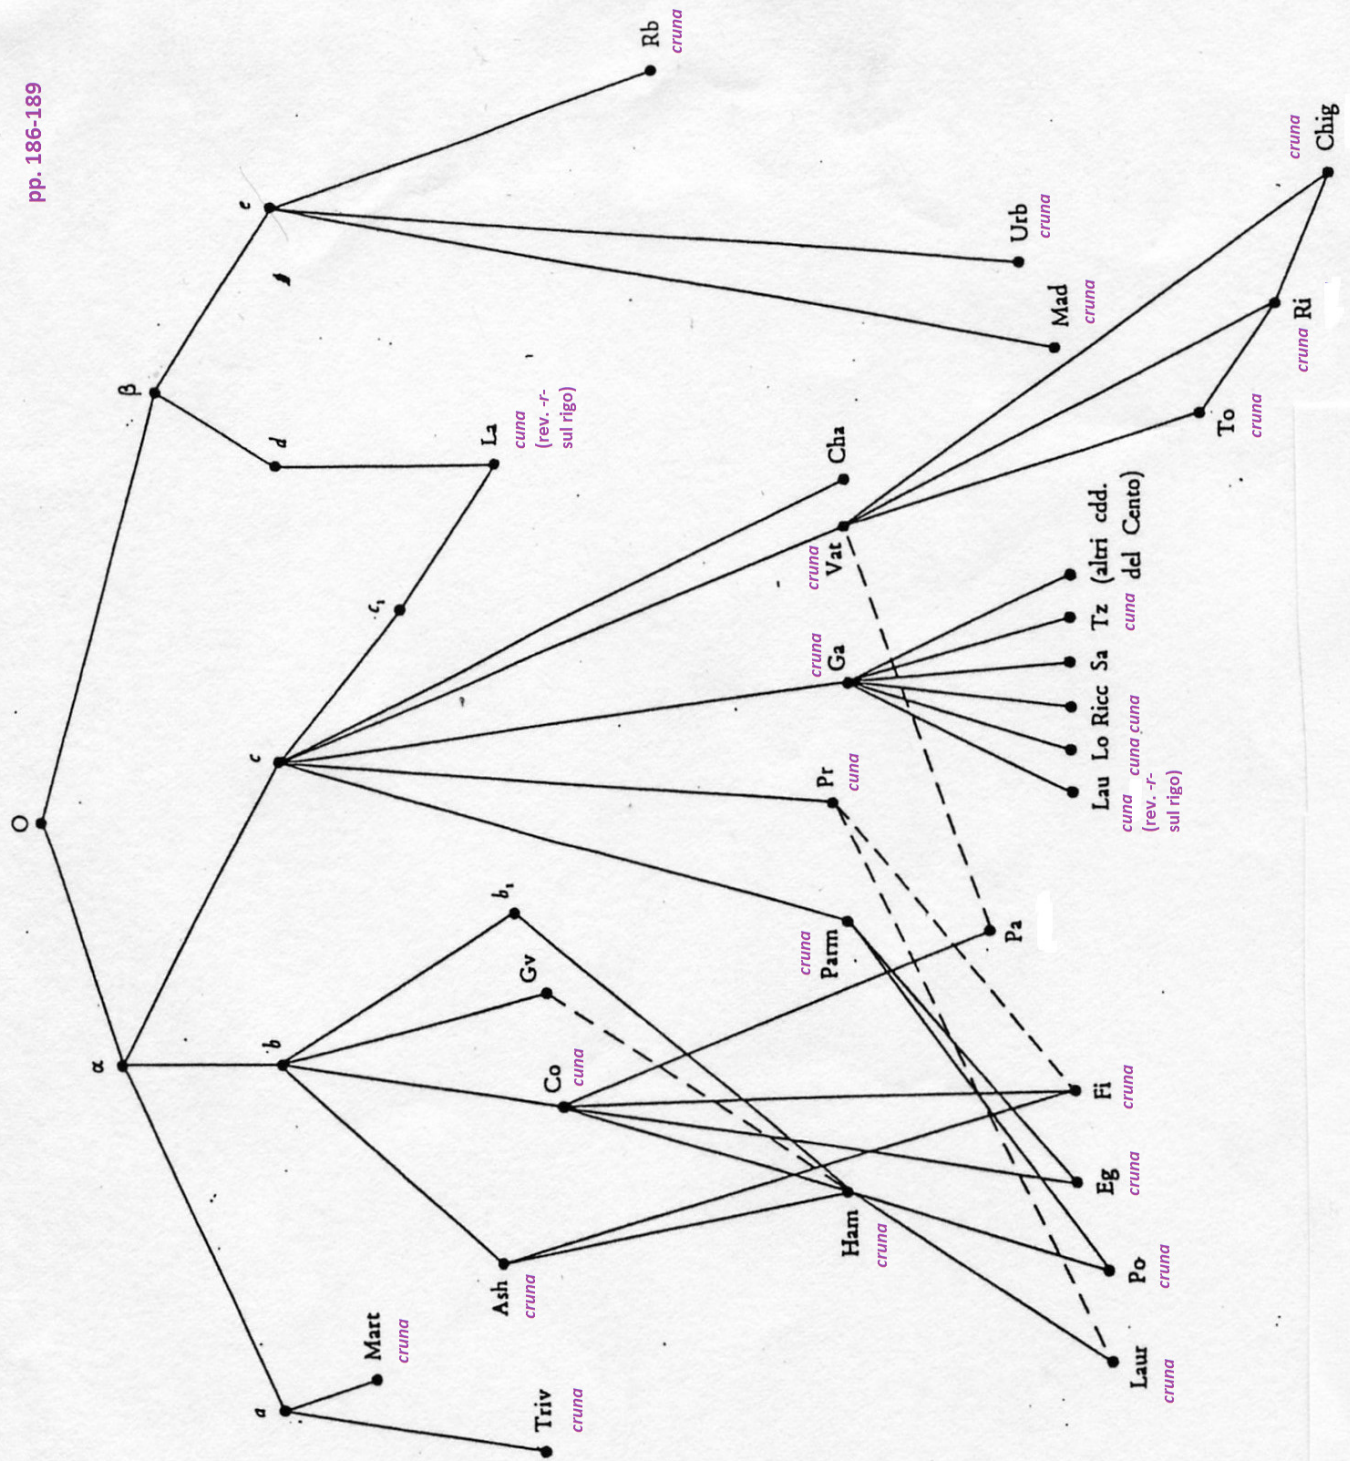 pp. 186-189
O
α
β
a
b
c
d
e
Mart
cruna
Triv
cruna
Ash
cruna
Co
cuna
Gv
b₁
c₁
La
cuna
(rev. -r-
sul rigo)
Rb
cruna
Ham
cruna
Parm
cruna
Pr
cuna
Ga
cruna
Vat
cruna
Cha
Pa
Urb
cruna
Mad
cruna
Laur
cruna
Po
cruna
Eg
cruna
Fi
cruna
Lau
cuna
(rev. -r-
sul rigo)
Lo
cuna
Ricc
cuna
Sa
Tz
cuna
(altri cdd.
del Cento)
To
cruna
Ri
cruna
Chig
cruna